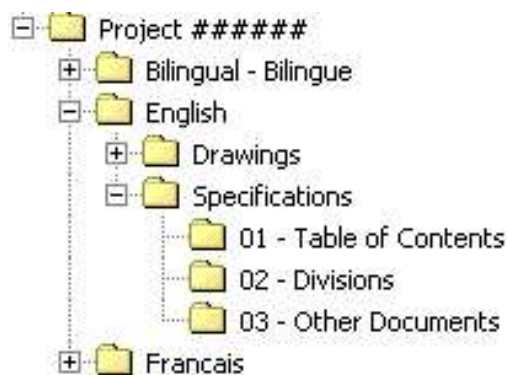 Project ######
Bilingual - Bilingue
English
Drawings
Specifications
01 - Table of Contents
02 - Divisions
03 - Other Documents
Francais